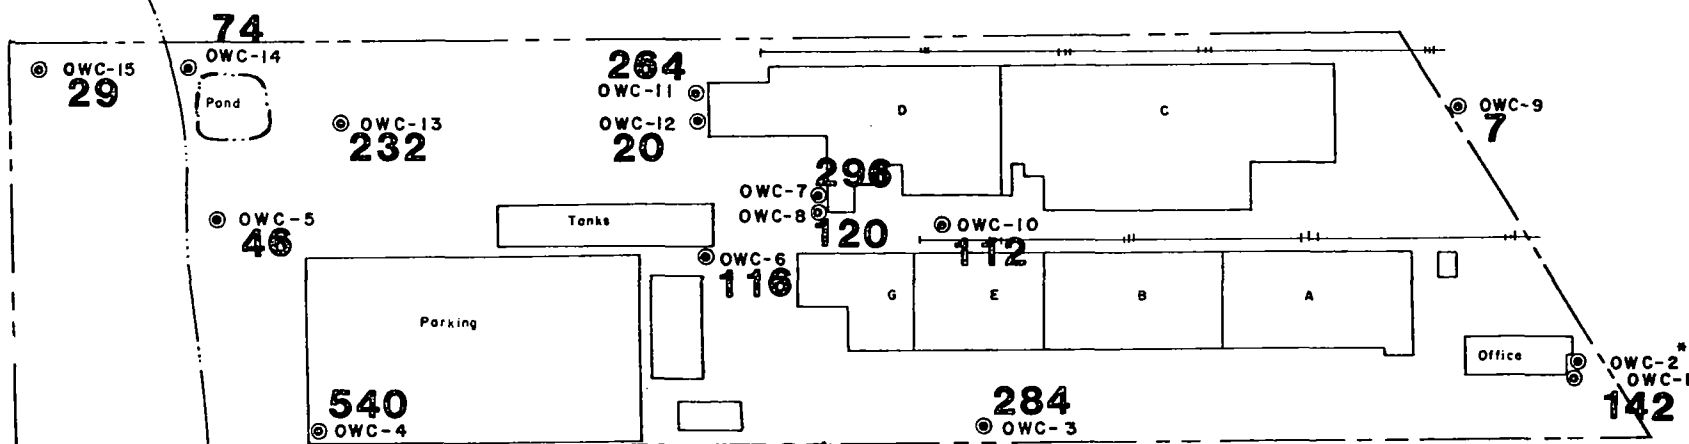 74
OWC-14
OWC-15
29
Pond
264
OWC-11
OWC-12
20
D
C
OWC-9
7
OWC-13
232
296
OWC-7
OWC-8
120
OWC-5
46
Tanks
OWC-10
112
OWC-6
116
G
E
B
A
Parking
Office
OWC-2*
OWC-1
142
540
OWC-4
284
OWC-3